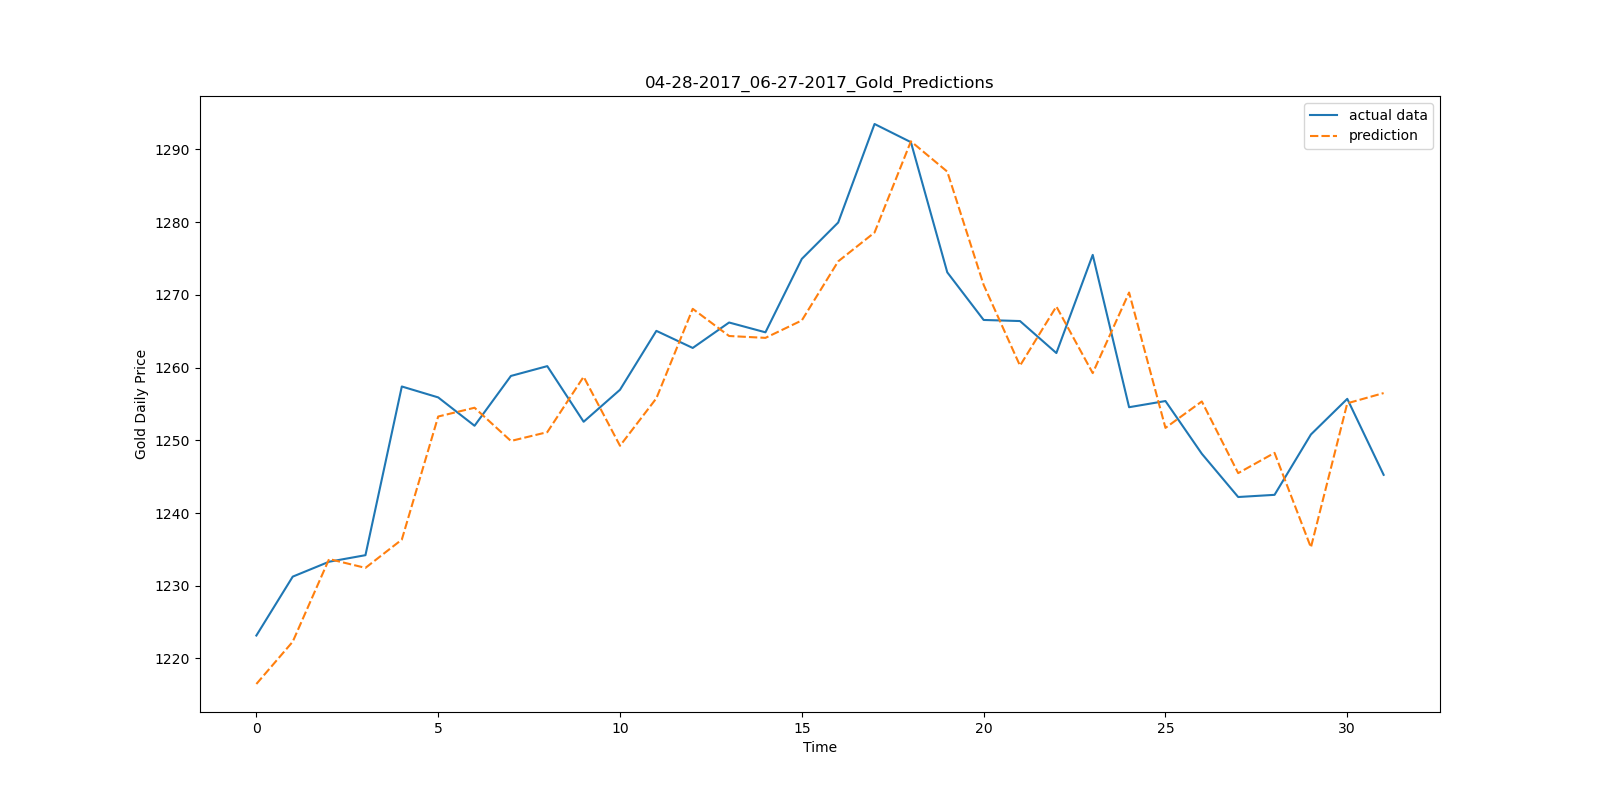 04-28-2017_06-27-2017_Gold_Predictions
actual data
prediction
Gold Daily Price
1290
1280
1270
1260
1250
1240
1230
1220
0 5 10 15 20 25 30
Time